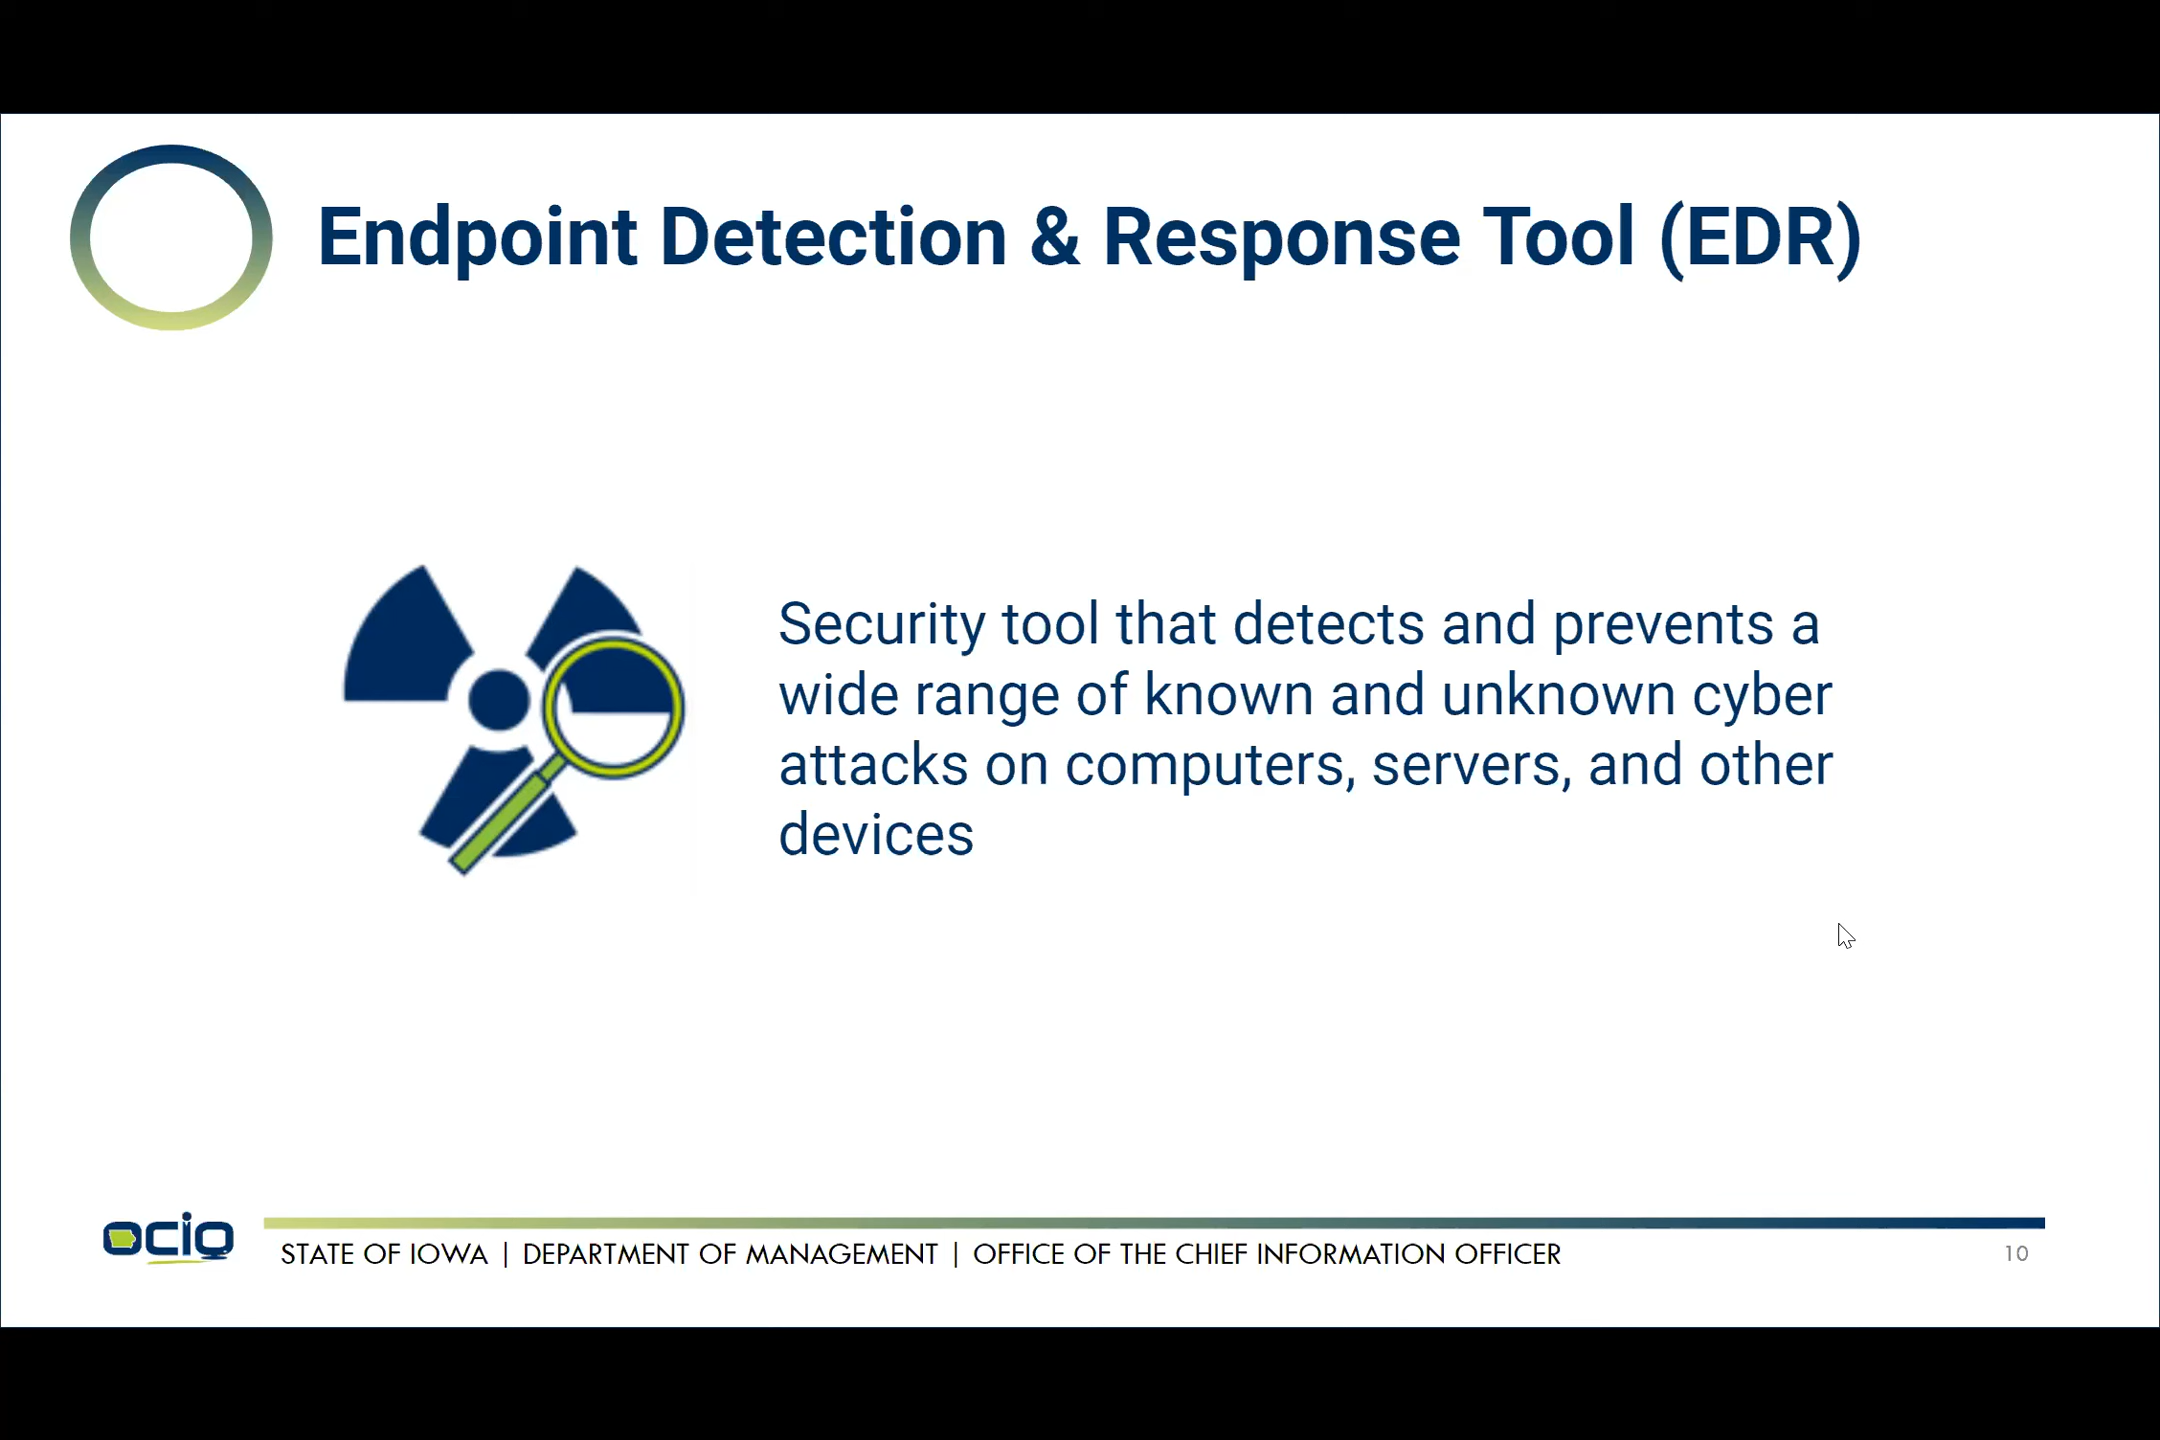 Endpoint Detection & Response Tool (EDR)
Security tool that detects and prevents a
wide range of known and unknown cyber
attacks on computers, servers, and other
devices
ocio
STATE OF IOWA | DEPARTMENT OF MANAGEMENT | OFFICE OF THE CHIEF INFORMATION OFFICER
10